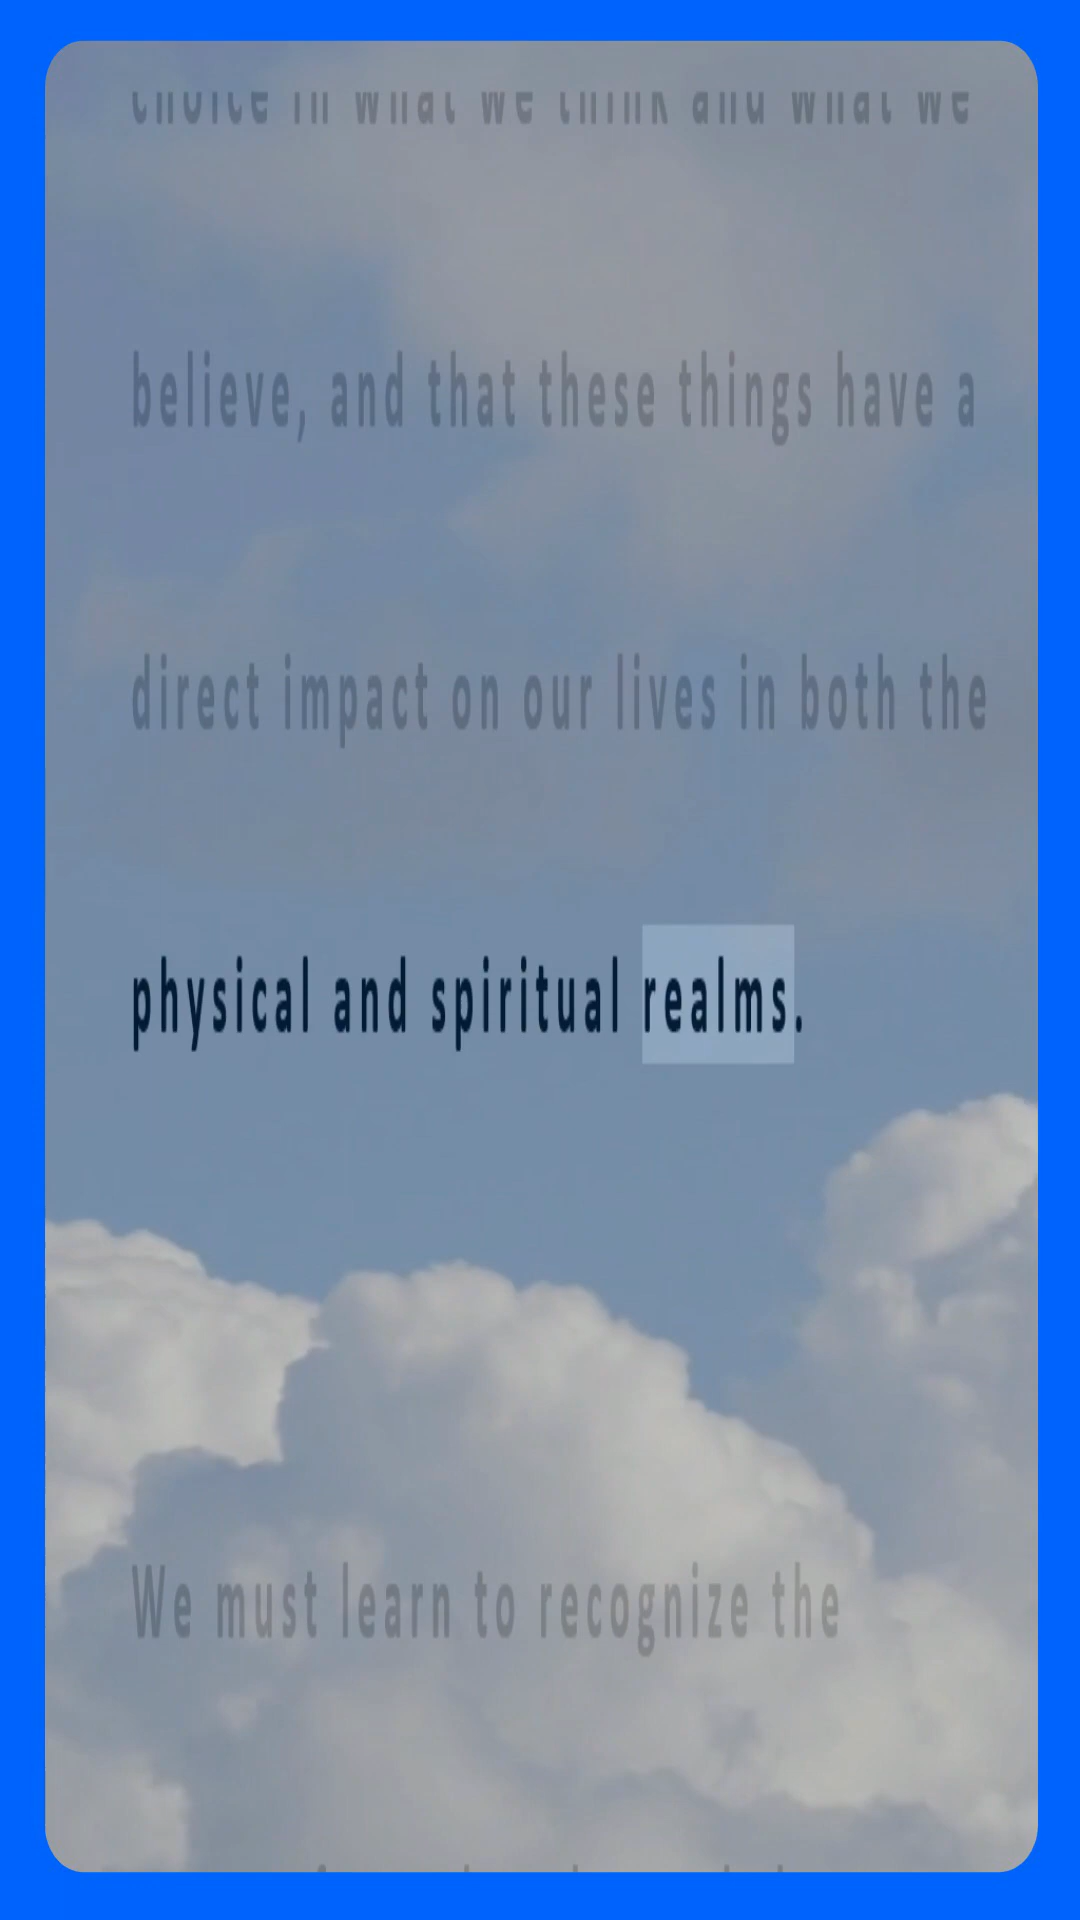 choice in what we think and what we
believe, and that these things have a
direct impact on our lives in both the
physical and spiritual realms.
We must learn to recognize the